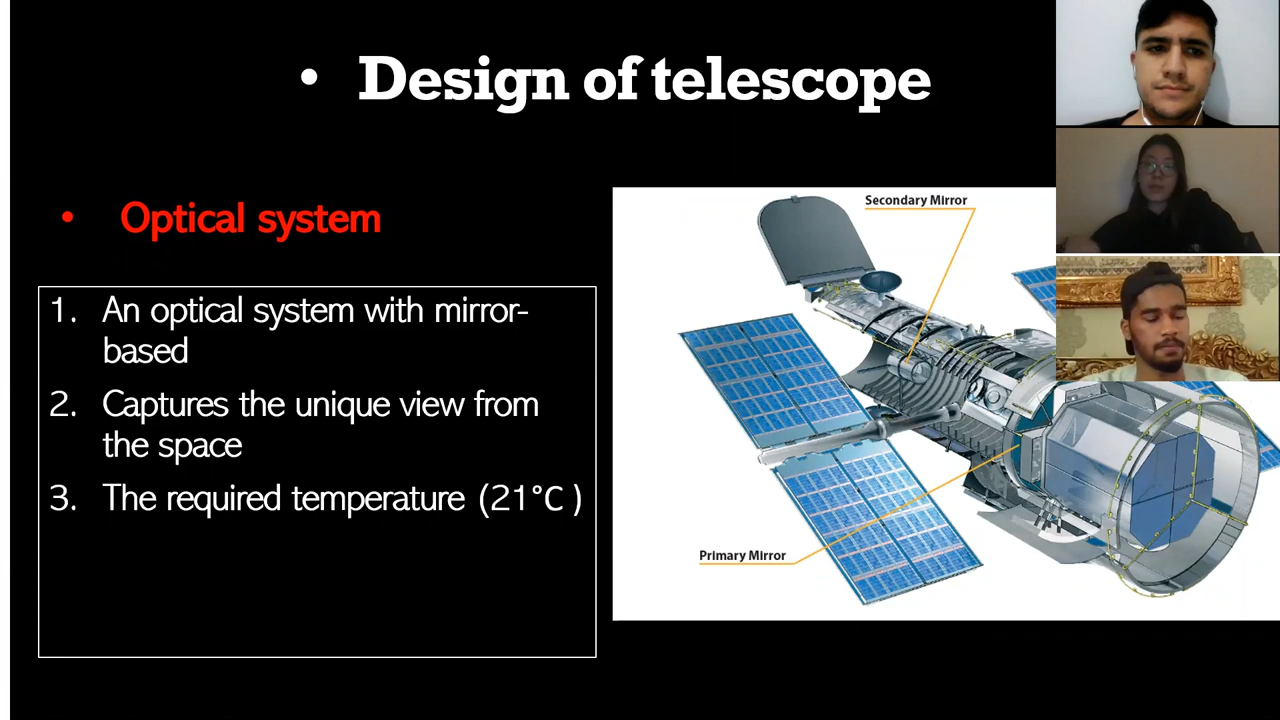 • Design of telescope
• Optical system
1. An optical system with mirror-
based
2. Captures the unique view from
the space
3. The required temperature (21°C )
Secondary Mirror
Primary Mirror